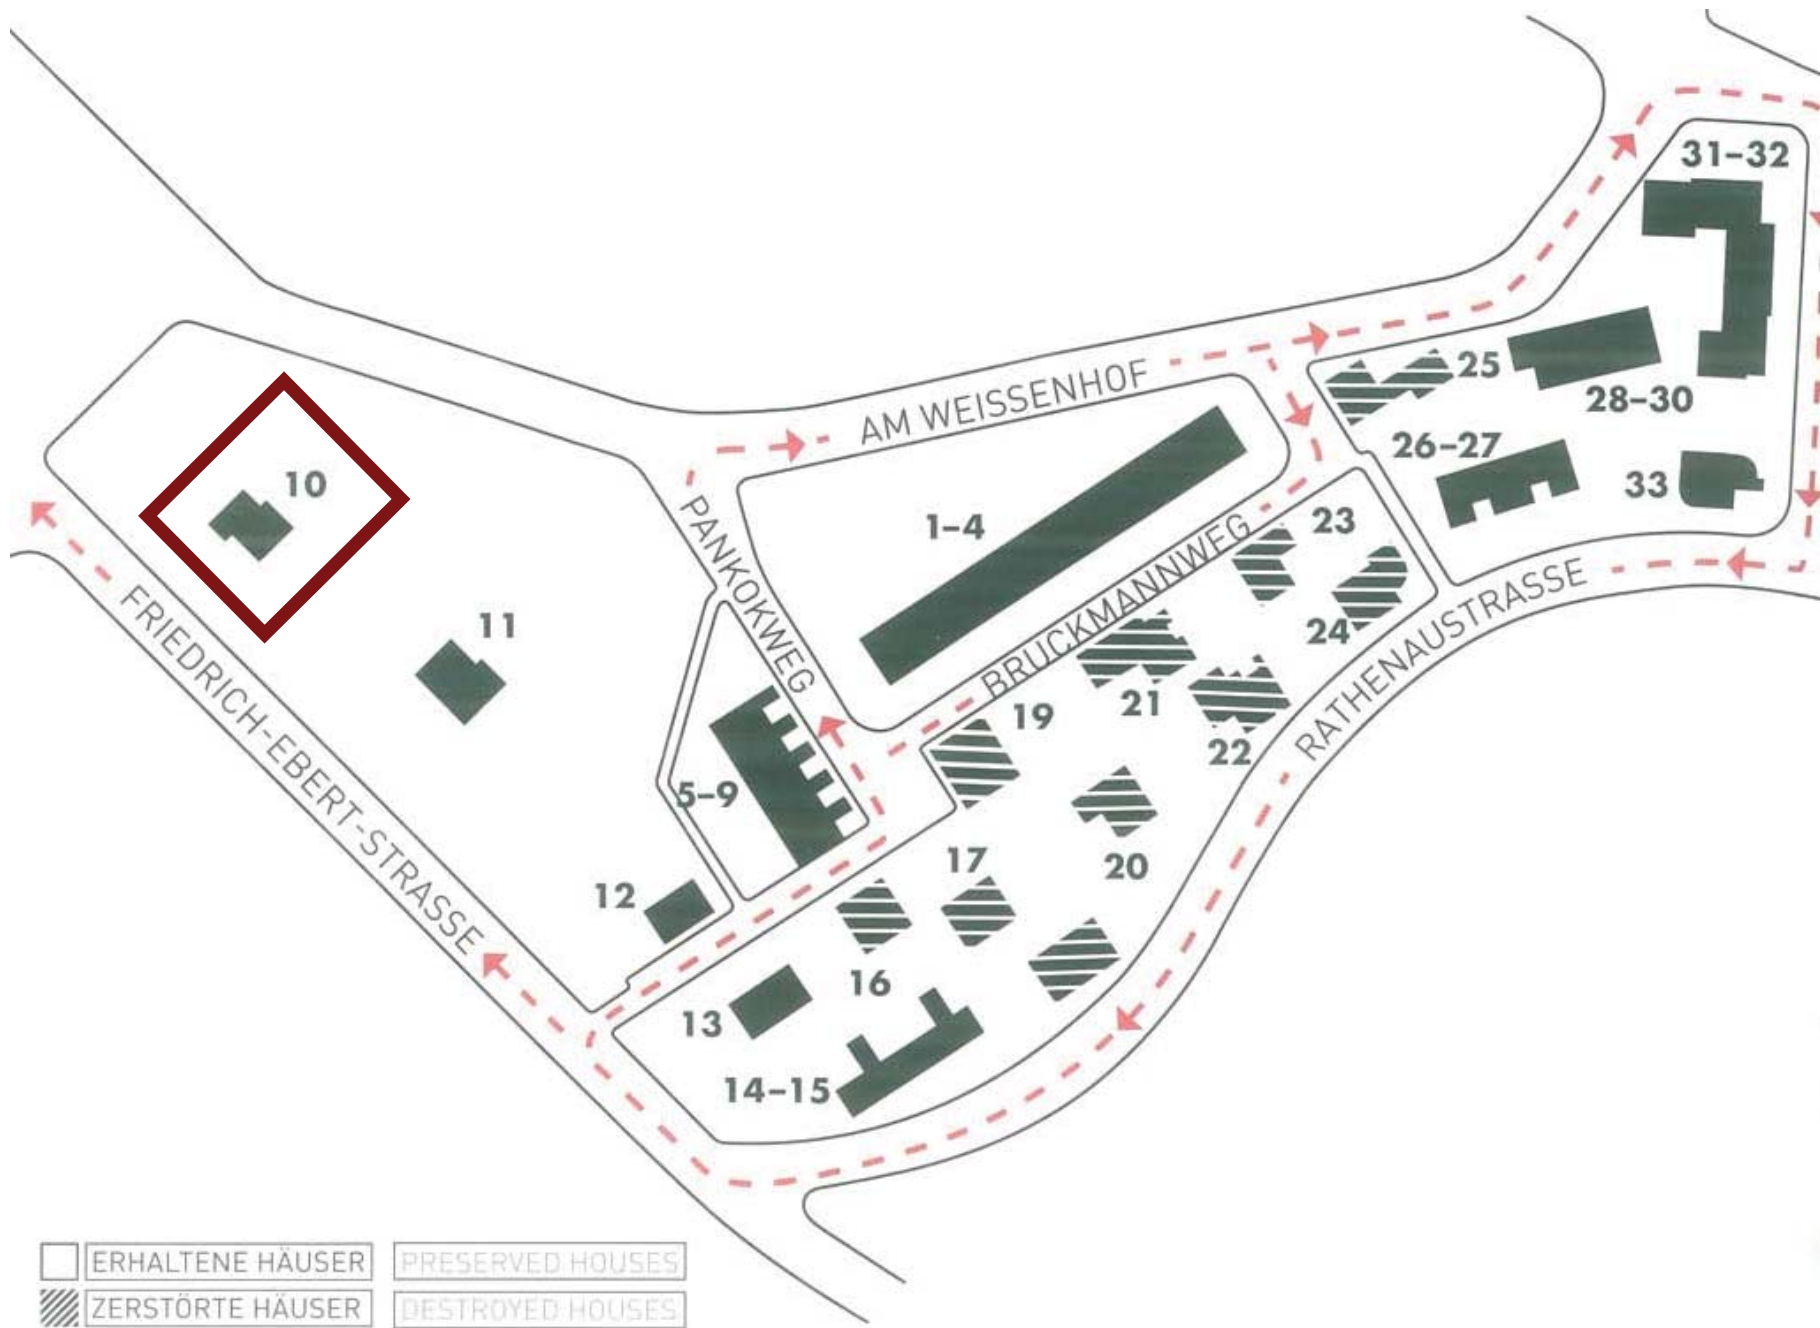 31–32
25
28–30
26–27
33
10
AM WEISSENHOF
1–4
PANKOKWEG
BRUCKMANNWEG
23
24
RATHENAUSTRASSE
11
FRIEDRICH-EBERT-STRASSE
19
21
22
5–9
20
17
12
16
13
14–15
ERHALTENE HÄUSER
PRESERVED HOUSES
ZERSTÖRTE HÄUSER
DESTROYED HOUSES